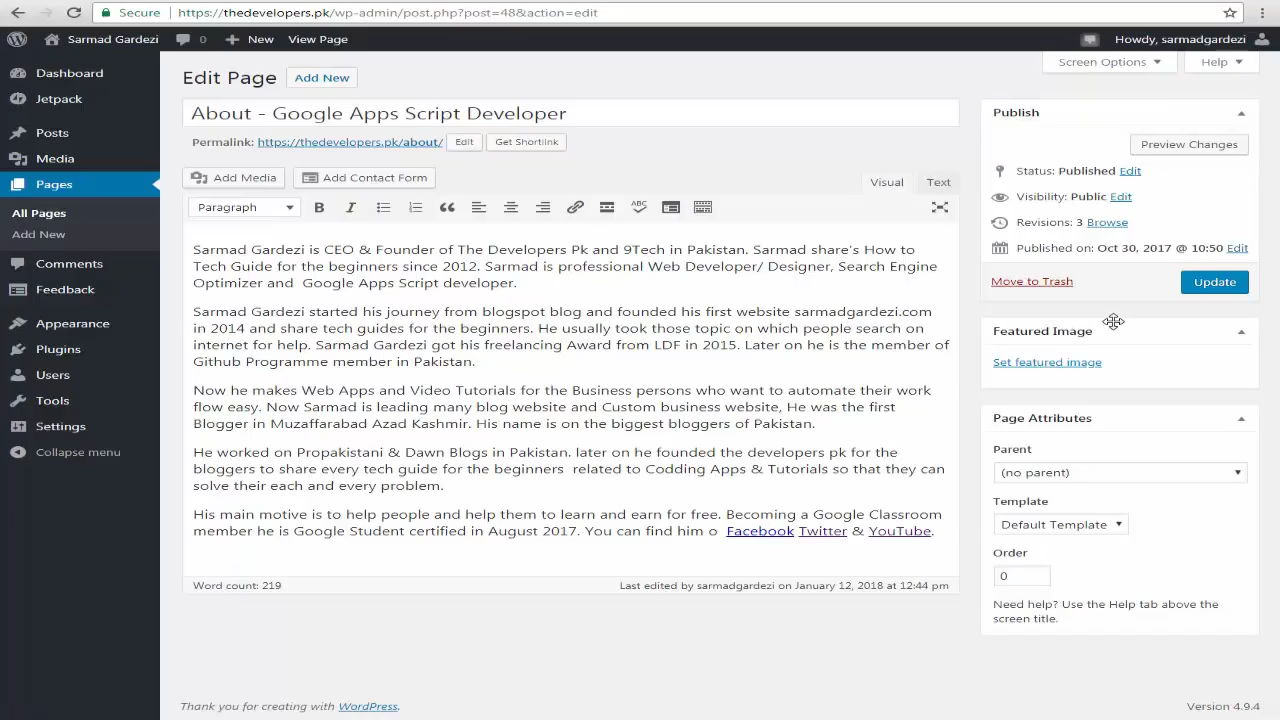 Secure https://thedevelopers.pk/wp-admin/post.php?post=48&action=edit
Sarmad Gardezi 0 New View Page Howdy, sarmadgardezi
Screen Options Help
Dashboard
Jetpack
Posts
Media
Pages
All Pages
Add New
Comments
Feedback
Appearance
Plugins
Users
Tools
Settings
Collapse menu
Edit Page Add New
About - Google Apps Script Developer
Permalink: https://thedevelopers.pk/about/ Edit Get Shortlink
Add Media Add Contact Form
Visual Text
Paragraph B I ABC
Sarmad Gardezi is CEO & Founder of The Developers Pk and 9Tech in Pakistan. Sarmad share's How to
Tech Guide for the beginners since 2012. Sarmad is professional Web Developer/ Designer, Search Engine
Optimizer and Google Apps Script developer.
Sarmad Gardezi started his journey from blogspot blog and founded his first website sarmadgardezi.com
in 2014 and share tech guides for the beginners. He usually took those topic on which people search on
internet for help. Sarmad Gardezi got his freelancing Award from LDF in 2015. Later on he is the member of
Github Programme member in Pakistan.
Now he makes Web Apps and Video Tutorials for the Business persons who want to automate their work
flow easy. Now Sarmad is leading many blog website and Custom business website, He was the first
Blogger in Muzaffarabad Azad Kashmir. His name is on the biggest bloggers of Pakistan.
He worked on Propakistani & Dawn Blogs in Pakistan. later on he founded the developers pk for the
bloggers to share every tech guide for the beginners related to Codding Apps & Tutorials so that they can
solve their each and every problem.
His main motive is to help people and help them to learn and earn for free. Becoming a Google Classroom
member he is Google Student certified in August 2017. You can find him o Facebook Twitter & YouTube.
Word count: 219 Last edited by sarmadgardezi on January 12, 2018 at 12:44 pm
Publish
Preview Changes
Status: Published Edit
Visibility: Public Edit
Revisions: 3 Browse
Published on: Oct 30, 2017 @ 10:50 Edit
Move to Trash Update
Featured Image
Set featured image
Page Attributes
Parent
(no parent)
Template
Default Template
Order
0
Need help? Use the Help tab above the
screen title.
Thank you for creating with WordPress. Version 4.9.4